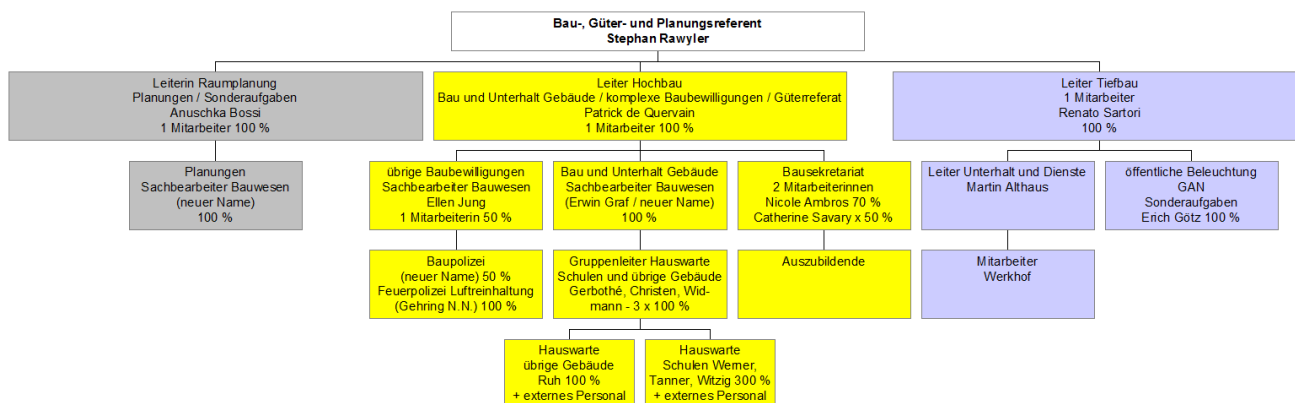 Bau-, Güter- und Planungsreferent
Stephan Rawyler
Leiterin Raumplanung
Planungen / Sonderaufgaben
Anuschka Bossi
1 Mitarbeiter 100 %
Leiter Hochbau
Bau und Unterhalt Gebäude / komplexe Baubewilligungen / Güterreferat
Patrick de Quervain
1 Mitarbeiter 100 %
Leiter Tiefbau
1 Mitarbeiter
Renato Sartori
100 %
Planungen
Sachbearbeiter Bauwesen
(neuer Name)
100 %
übrige Baubewilligungen
Sachbearbeiter Bauwesen
Ellen Jung
1 Mitarbeiterin 50 %
Bau und Unterhalt Gebäude
Sachbearbeiter Bauwesen
(Erwin Graf / neuer Name)
100 %
Bausekretariat
2 Mitarbeiterinnen
Nicole Ambros 70 %
Catherine Savary x 50 %
Leiter Unterhalt und Dienste
Martin Althaus
öffentliche Beleuchtung
GAN
Sonderaufgaben
Erich Götz 100 %
Baupolizei
(neuer Name) 50 %
Feuerpolizei Luftreinhaltung
(Gehring N.N.) 100 %
Gruppenleiter Hauswarte
Schulen und übrige Gebäude
Gerbothé, Christen, Wid-
mann - 3 x 100 %
Auszubildende
Mitarbeiter
Werkhof
Hauswarte
übrige Gebäude
Ruh 100 %
+ externes Personal
Hauswarte
Schulen Werner,
Tanner, Witzig 300 %
+ externes Personal